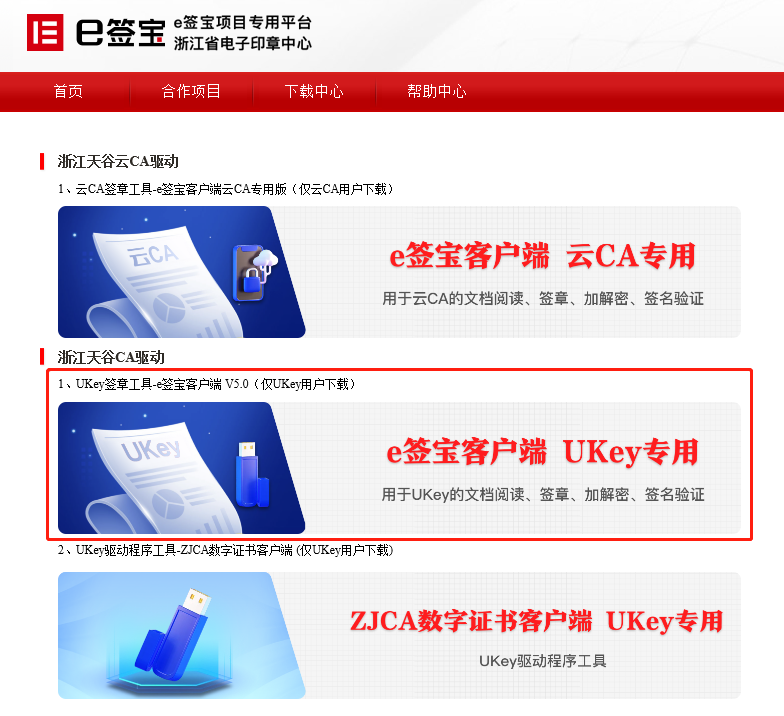 e签宝
e签宝项目专用平台
浙江省电子印章中心
首页
合作项目
下载中心
帮助中心
浙江天谷云CA驱动
1、云CA签章工具-e签宝客户端云CA专用版（仅云CA用户下载）
云CA
e签宝客户端 云CA专用
用于云CA的文档阅读、签章、加解密、签名验证
浙江天谷CA驱动
1、UKey签章工具-e签宝客户端 V5.0（仅UKey用户下载）
UKey
e签宝客户端 UKey专用
用于UKey的文档阅读、签章、加解密、签名验证
2、UKey驱动程序工具-ZJCA数字证书客户端 (仅UKey用户下载)
ZJCA数字证书客户端 UKey专用
UKey驱动程序工具